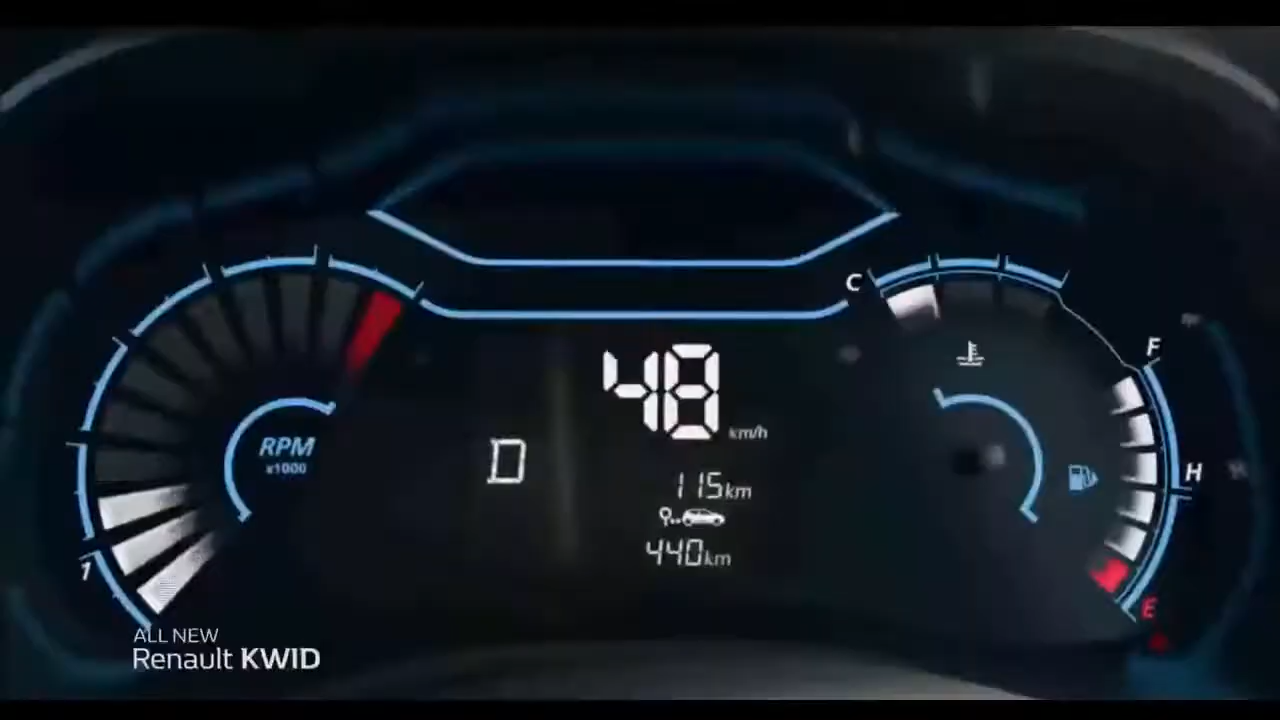 C
F
48
km/h
RPM
x1000
D
H
115km
440km
1
E
ALL NEW
Renault KWID